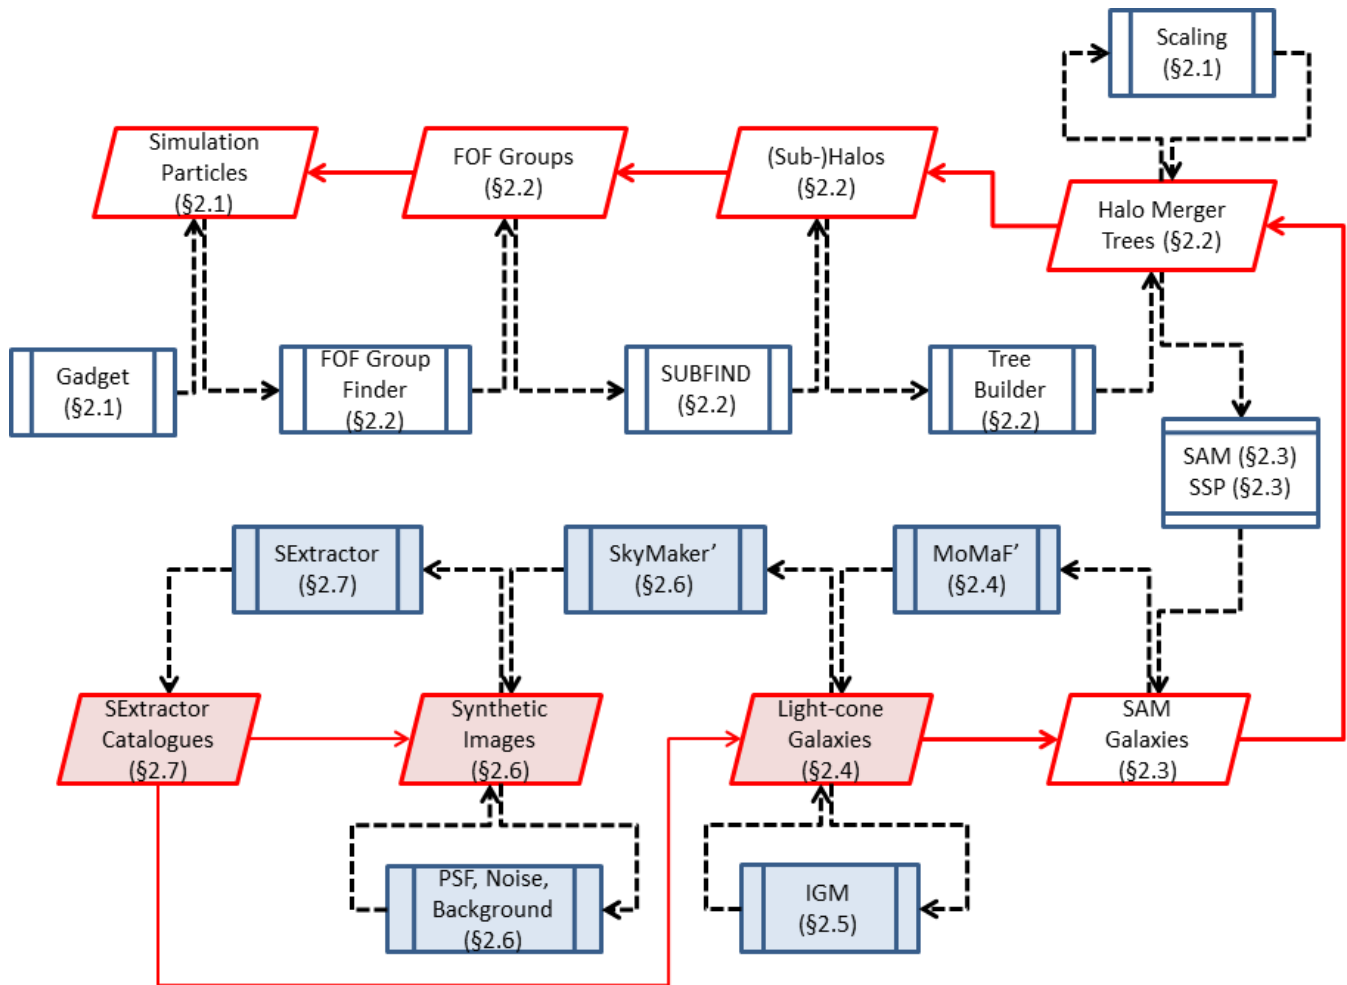 Scaling
(§2.1)
Simulation
Particles
(§2.1)
FOF Groups
(§2.2)
(Sub-)Halos
(§2.2)
Halo Merger
Trees (§2.2)
Gadget
(§2.1)
FOF Group
Finder
(§2.2)
SUBFIND
(§2.2)
Tree
Builder
(§2.2)
SAM (§2.3)
SSP (§2.3)
SExtractor
(§2.7)
SkyMaker’
(§2.6)
MoMaF’
(§2.4)
SExtractor
Catalogues
(§2.7)
Synthetic
Images
(§2.6)
Light-cone
Galaxies
(§2.4)
SAM
Galaxies
(§2.3)
PSF, Noise,
Background
(§2.6)
IGM
(§2.5)